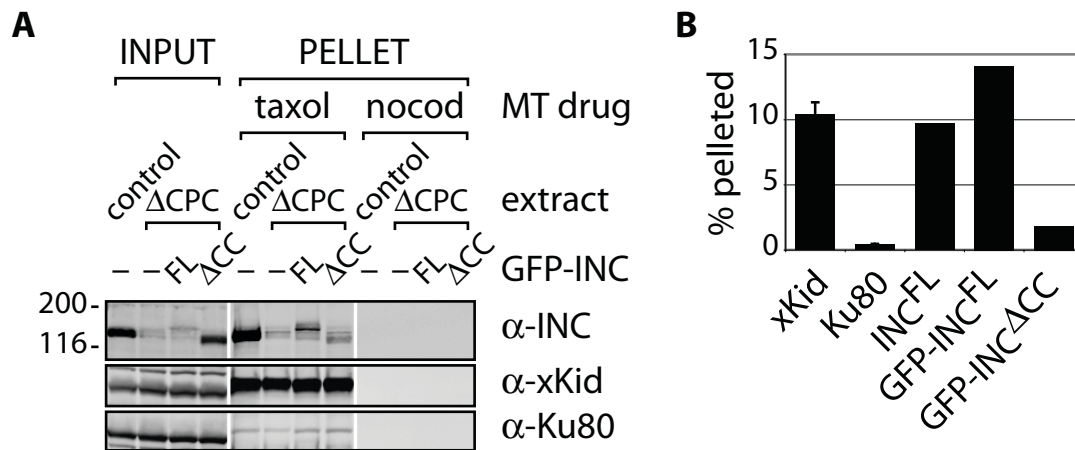 A
INPUT PELLET
taxol nocod MT drug
control ΔCPC control ΔCPC control ΔCPC extract
– – FL ΔCC – – FL ΔCC – – FL ΔCC GFP-INC
200 -
116 -
α-INC
α-xKid
α-Ku80
B
% pelleted
15
10
5
0
xKid
Ku80
INCFL
GFP-INCFL
GFP-INCΔCC